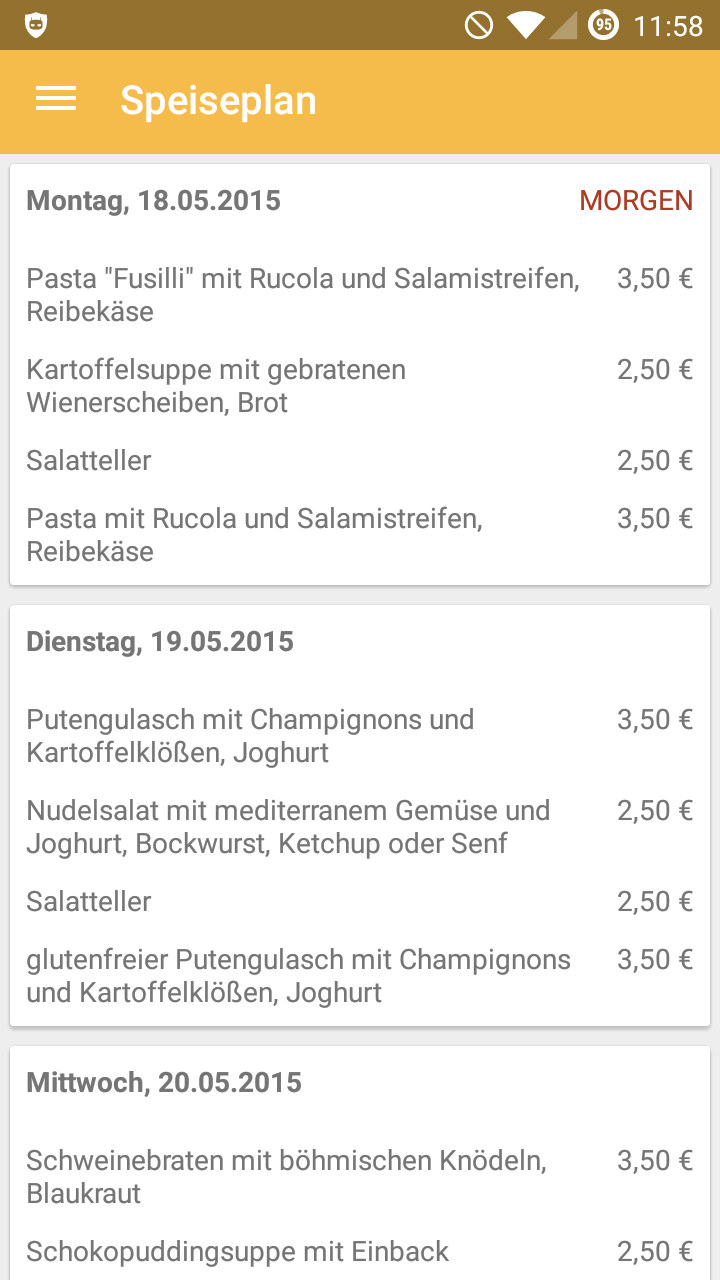 95 11:58
Speiseplan
Montag, 18.05.2015 MORGEN
Pasta "Fusilli" mit Rucola und Salamistreifen, 3,50 €
Reibekäse
Kartoffelsuppe mit gebratenen 2,50 €
Wienerscheiben, Brot
Salatteller 2,50 €
Pasta mit Rucola und Salamistreifen, 3,50 €
Reibekäse
Dienstag, 19.05.2015
Putengulasch mit Champignons und 3,50 €
Kartoffelklößen, Joghurt
Nudelsalat mit mediterranem Gemüse und 2,50 €
Joghurt, Bockwurst, Ketchup oder Senf
Salatteller 2,50 €
glutenfreier Putengulasch mit Champignons 3,50 €
und Kartoffelklößen, Joghurt
Mittwoch, 20.05.2015
Schweinebraten mit böhmischen Knödeln, 3,50 €
Blaukraut
Schokopuddingsuppe mit Einback 2,50 €